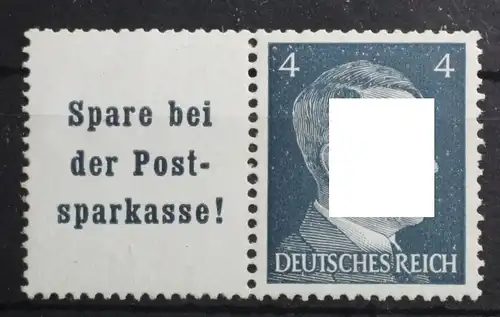 Spare bei
der Post-
sparkasse!
4 4
DEUTSCHES REICH